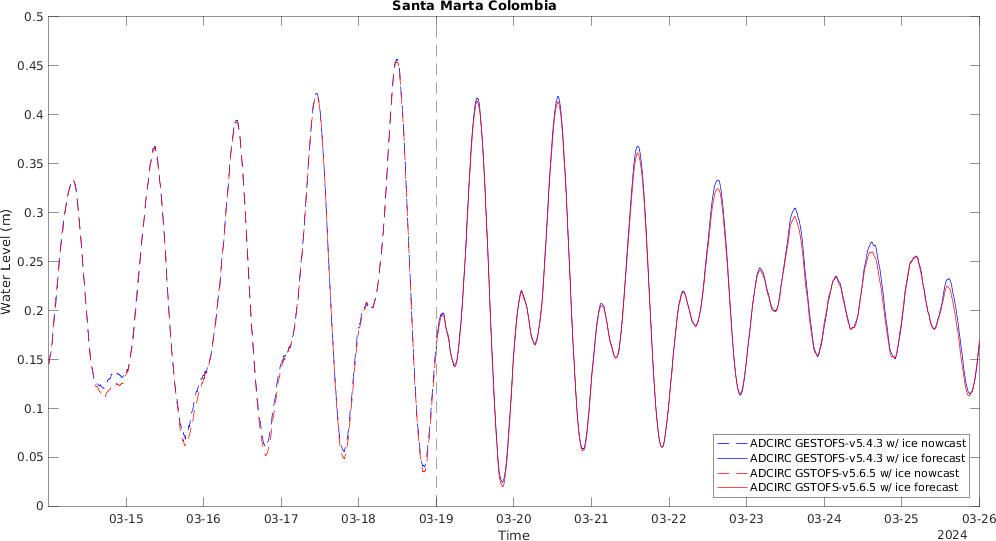 Santa Marta Colombia
0.5
0.45
0.4
0.35
0.3
0.25
0.2
0.15
0.1
0.05
0
Water Level (m)
ADCIRC GESTOFS-v5.4.3 w/ ice nowcast
ADCIRC GESTOFS-v5.4.3 w/ ice forecast
ADCIRC GSTOFS-v5.6.5 w/ ice nowcast
ADCIRC GSTOFS-v5.6.5 w/ ice forecast
03-15 03-16 03-17 03-18 03-19 03-20 03-21 03-22 03-23 03-24 03-25 03-26
Time
2024